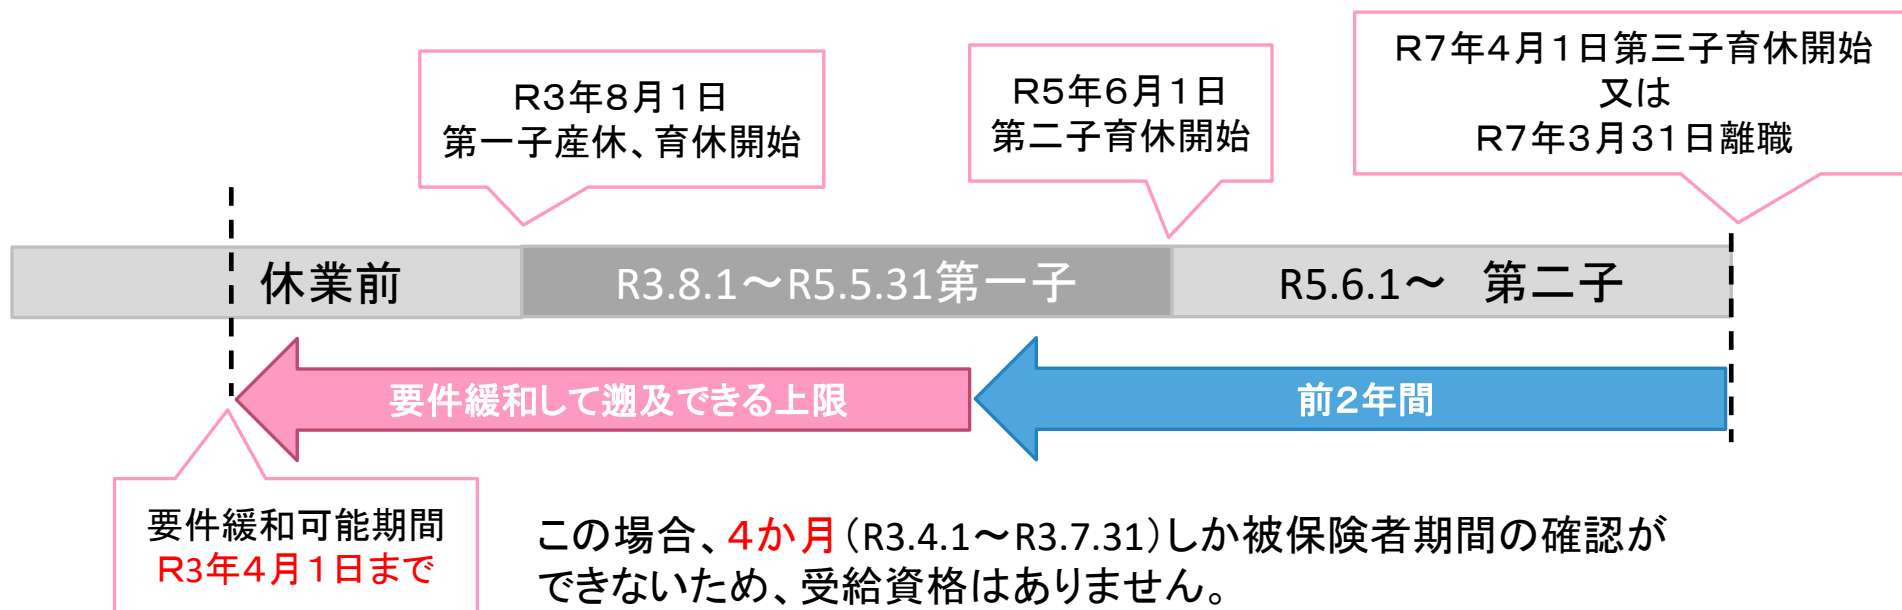 R3年8月1日
第一子産休、育休開始
R5年6月1日
第二子育休開始
R7年4月1日第三子育休開始
又は
R7年3月31日離職
休業前
R3.8.1～R5.5.31第一子
R5.6.1～　第二子
要件緩和して遡及できる上限
前2年間
要件緩和可能期間
R3年4月1日まで
この場合、4か月（R3.4.1～R3.7.31）しか被保険者期間の確認が
できないため、受給資格はありません。